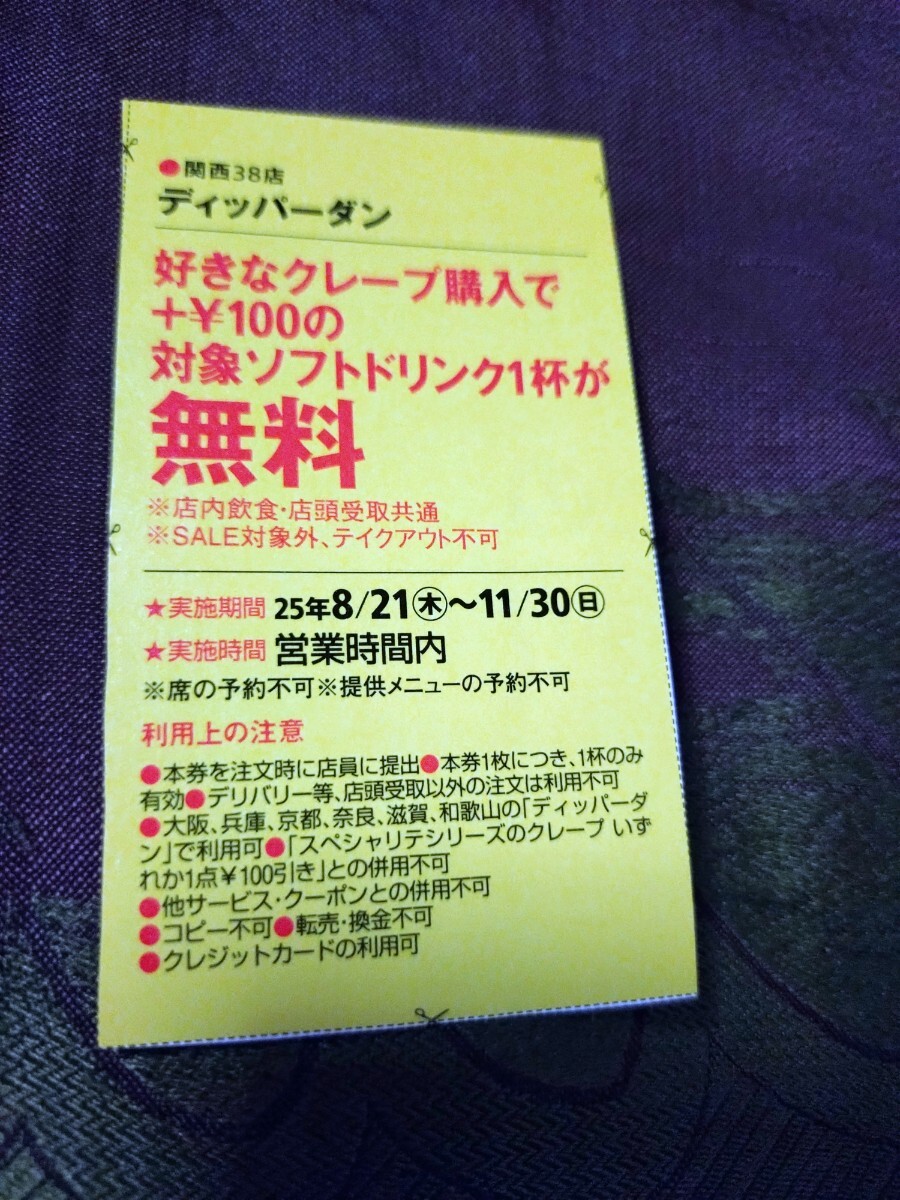 ●関西38店
ディッパーダン
好きなクレープ購入で
+¥100の
対象ソフトドリンク1杯が
無料
※店内飲食・店頭受取共通
※SALE対象外、テイクアウト不可
★実施期間 25年8/21㊍〜11/30㊐
★実施時間 営業時間内
※席の予約不可※提供メニューの予約不可
利用上の注意
●本券を注文時に店員に提出●本券1枚につき、1杯のみ
有効●デリバリー等、店頭受取以外の注文は利用不可
●大阪、兵庫、京都、奈良、滋賀、和歌山の「ディッパーダ
ン」で利用可●「スペシャリテシリーズのクレープ いず
れか1点¥100引き」との併用不可
●他サービス・クーポンとの併用不可
●コピー不可●転売・換金不可
●クレジットカードの利用可